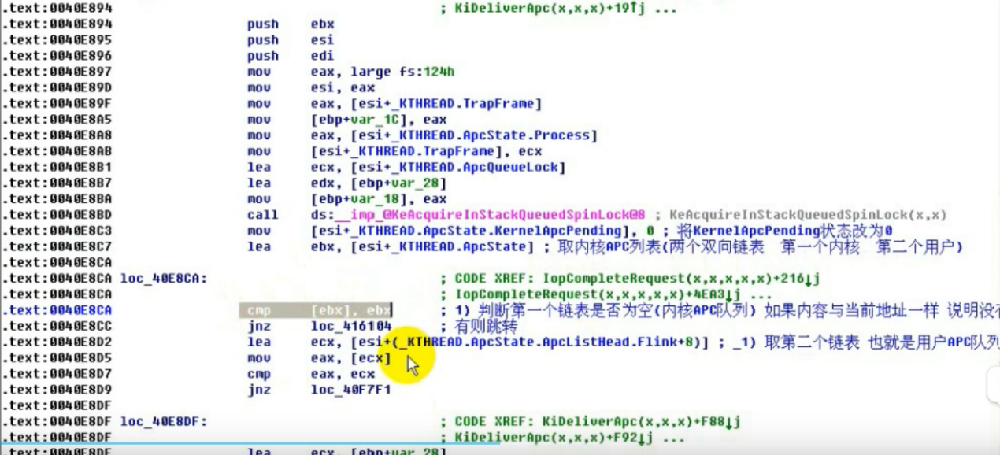 .text:0040E894 ; KiDeliverApc(x,x,x)+19↑j ...
.text:0040E894 push ebx
.text:0040E895 push esi
.text:0040E896 push edi
.text:0040E897 mov eax, large fs:124h
.text:0040E89D mov esi, eax
.text:0040E89F mov eax, [esi+_KTHREAD.TrapFrame]
.text:0040E8A5 mov [ebp+var_1C], eax
.text:0040E8A8 mov eax, [esi+_KTHREAD.ApcState.Process]
.text:0040E8AB mov [esi+_KTHREAD.TrapFrame], ecx
.text:0040E8B1 lea ecx, [esi+_KTHREAD.ApcQueueLock]
.text:0040E8B7 lea edx, [ebp+var_28]
.text:0040E8BA mov [ebp+var_18], eax
.text:0040E8BD call ds:__imp_@KeAcquireInStackQueuedSpinLock@8 ; KeAcquireInStackQueuedSpinLock(x,x)
.text:0040E8C3 mov [esi+_KTHREAD.ApcState.KernelApcPending], 0 ; 将KernelApcPending状态改为0
.text:0040E8C7 lea ebx, [esi+_KTHREAD.ApcState] ; 取内核APC列表(两个双向链表 第一个内核 第二个用户)
.text:0040E8CA
.text:0040E8CA loc_40E8CA: ; CODE XREF: IopCompleteRequest(x,x,x,x,x)+216↓j
.text:0040E8CA ; IopCompleteRequest(x,x,x,x,x)+4EA3↓j ...
.text:0040E8CA cmp [ebx], ebx ; 1) 判断第一个链表是否为空(内核APC队列) 如果内容与当前地址一样 说明没
.text:0040E8CC jnz loc_416104 ; 有则跳转
.text:0040E8D2 lea ecx, [esi+(_KTHREAD.ApcState.ApcListHead.Flink+8)] ; _1) 取第二个链表 也就是用户APC队列
.text:0040E8D5 mov eax, [ecx]
.text:0040E8D7 cmp eax, ecx
.text:0040E8D9 jnz loc_40F7F1
.text:0040E8DF
.text:0040E8DF loc_40E8DF: ; CODE XREF: KiDeliverApc(x,x,x)+F88↓j
.text:0040E8DF ; KiDeliverApc(x,x,x)+F92↓j ...
.text:0040E8DF lea ecx, [ebp+var_28]